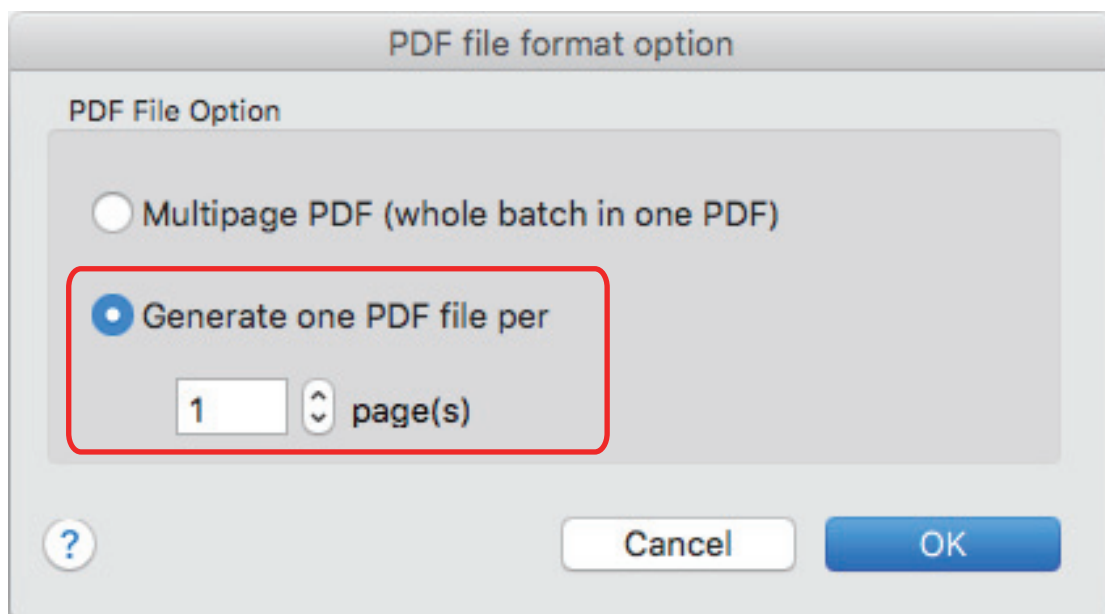 PDF file format option
PDF File Option
Multipage PDF (whole batch in one PDF)
Generate one PDF file per
1 page(s)
? Cancel OK